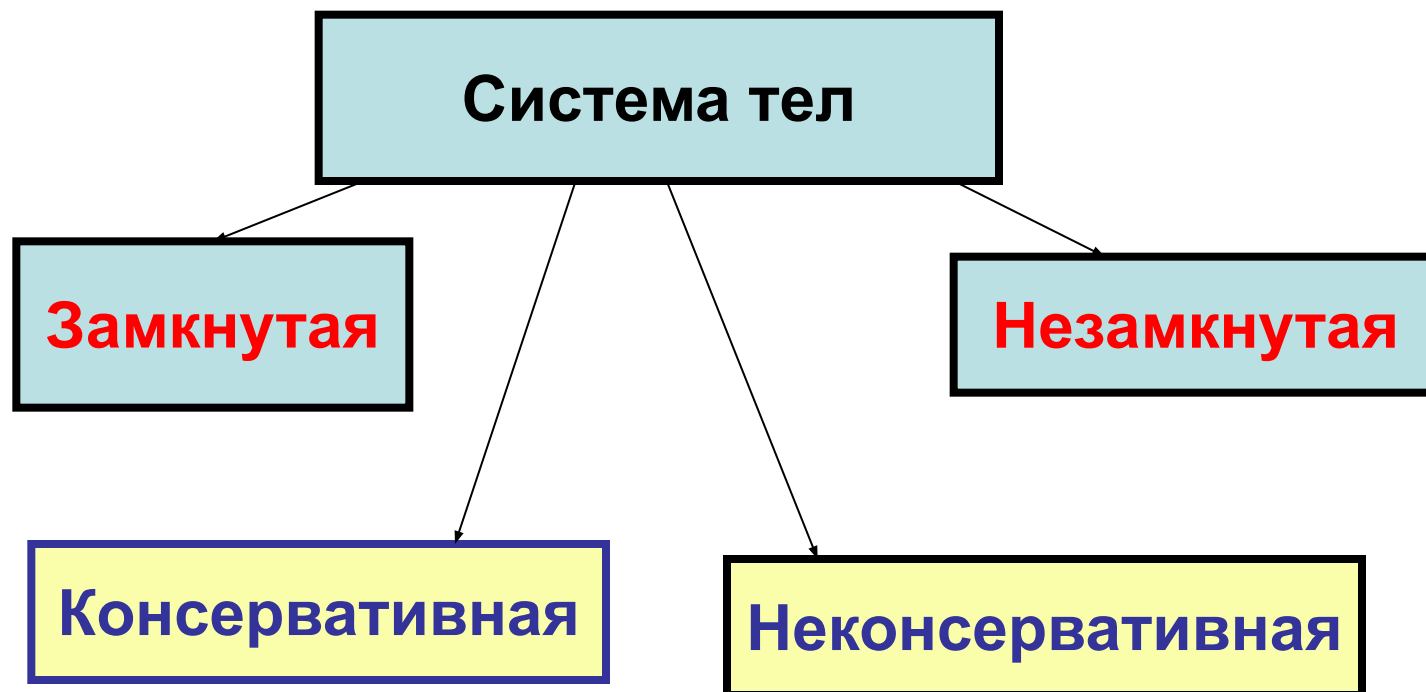 Система тел
Замкнутая
Незамкнутая
Консервативная
Неконсервативная